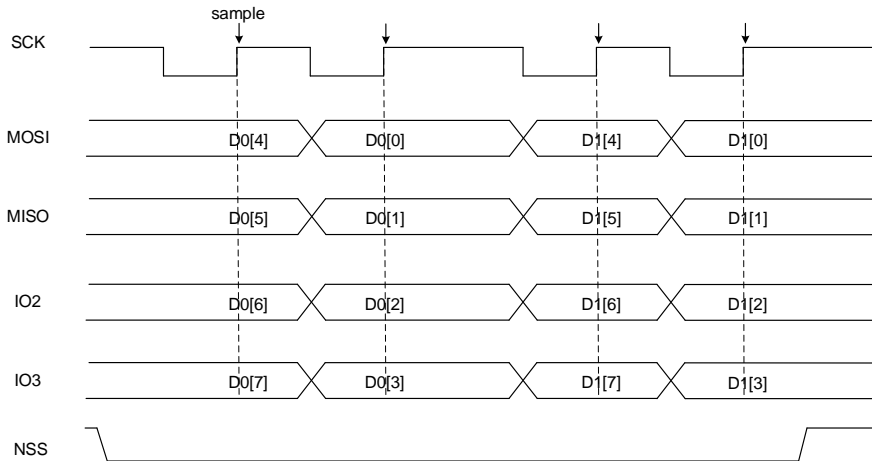 sample
SCK
MOSI D0[4] D0[0] D1[4] D1[0]
MISO D0[5] D0[1] D1[5] D1[1]
IO2 D0[6] D0[2] D1[6] D1[2]
IO3 D0[7] D0[3] D1[7] D1[3]
NSS